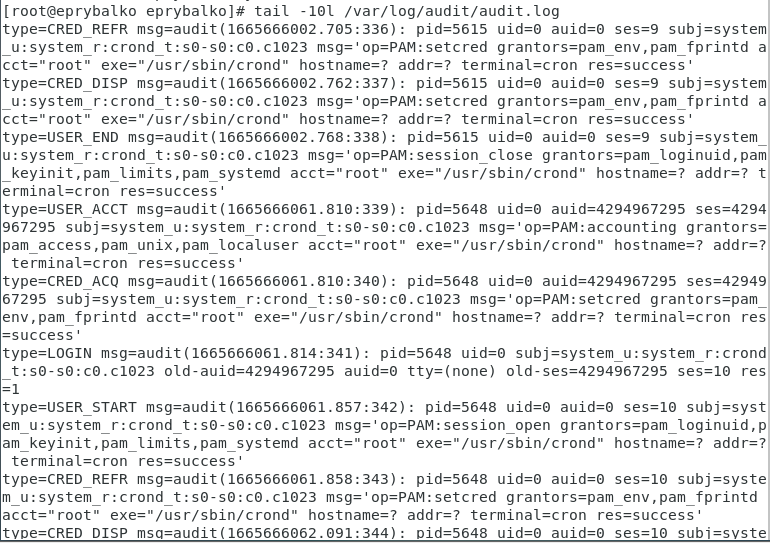 [root@eprybalko eprybalko]# tail -10l /var/log/audit/audit.log
type=CRED_REFR msg=audit(1665666002.705:336): pid=5615 uid=0 auid=0 ses=9 subj=system
_u:system_r:crond_t:s0-s0:c0.c1023 msg='op=PAM:setcred grantors=pam_env,pam_fprintd a
cct="root" exe="/usr/sbin/crond" hostname=? addr=? terminal=cron res=success'
type=CRED_DISP msg=audit(1665666002.762:337): pid=5615 uid=0 auid=0 ses=9 subj=system
_u:system_r:crond_t:s0-s0:c0.c1023 msg='op=PAM:setcred grantors=pam_env,pam_fprintd a
cct="root" exe="/usr/sbin/crond" hostname=? addr=? terminal=cron res=success'
type=USER_END msg=audit(1665666002.768:338): pid=5615 uid=0 auid=0 ses=9 subj=system_
u:system_r:crond_t:s0-s0:c0.c1023 msg='op=PAM:session_close grantors=pam_loginuid,pam
_keyinit,pam_limits,pam_systemd acct="root" exe="/usr/sbin/crond" hostname=? addr=? t
erminal=cron res=success'
type=USER_ACCT msg=audit(1665666061.810:339): pid=5648 uid=0 auid=4294967295 ses=4294
967295 subj=system_u:system_r:crond_t:s0-s0:c0.c1023 msg='op=PAM:accounting grantors=
pam_access,pam_unix,pam_localuser acct="root" exe="/usr/sbin/crond" hostname=? addr=?
 terminal=cron res=success'
type=CRED_ACQ msg=audit(1665666061.810:340): pid=5648 uid=0 auid=4294967295 ses=42949
67295 subj=system_u:system_r:crond_t:s0-s0:c0.c1023 msg='op=PAM:setcred grantors=pam_
env,pam_fprintd acct="root" exe="/usr/sbin/crond" hostname=? addr=? terminal=cron res
=success'
type=LOGIN msg=audit(1665666061.814:341): pid=5648 uid=0 subj=system_u:system_r:crond
_t:s0-s0:c0.c1023 old-auid=4294967295 auid=0 tty=(none) old-ses=4294967295 ses=10 res
=1
type=USER_START msg=audit(1665666061.857:342): pid=5648 uid=0 auid=0 ses=10 subj=syst
em_u:system_r:crond_t:s0-s0:c0.c1023 msg='op=PAM:session_open grantors=pam_loginuid,p
am_keyinit,pam_limits,pam_systemd acct="root" exe="/usr/sbin/crond" hostname=? addr=?
 terminal=cron res=success'
type=CRED_REFR msg=audit(1665666061.858:343): pid=5648 uid=0 auid=0 ses=10 subj=syste
m_u:system_r:crond_t:s0-s0:c0.c1023 msg='op=PAM:setcred grantors=pam_env,pam_fprintd
acct="root" exe="/usr/sbin/crond" hostname=? addr=? terminal=cron res=success'
type=CRED_DISP msg=audit(1665666062.091:344): pid=5648 uid=0 auid=0 ses=10 subj=syste